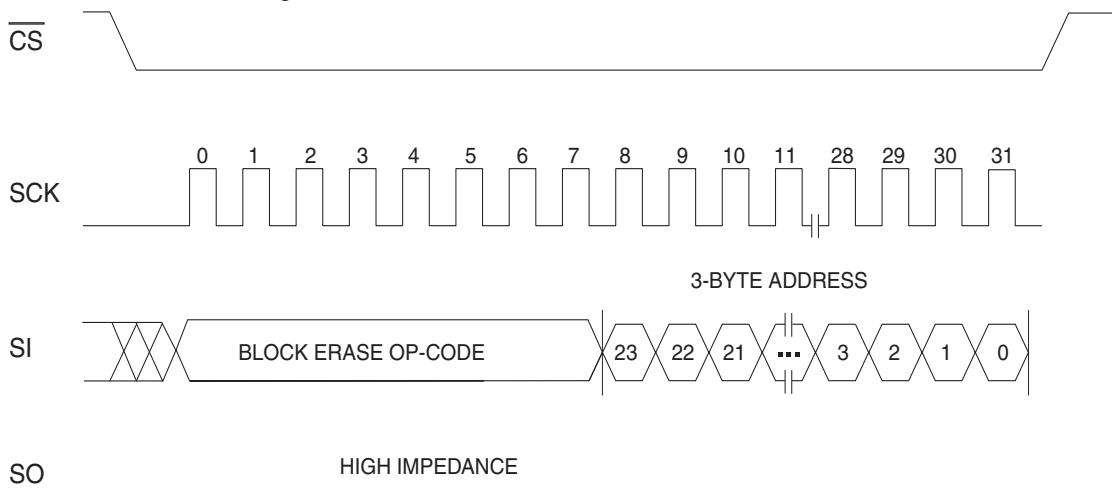 CS
0 1 2 3 4 5 6 7 8 9 10 11 28 29 30 31
SCK
3-BYTE ADDRESS
SI BLOCK ERASE OP-CODE 23 22 21 ... 3 2 1 0
SO HIGH IMPEDANCE